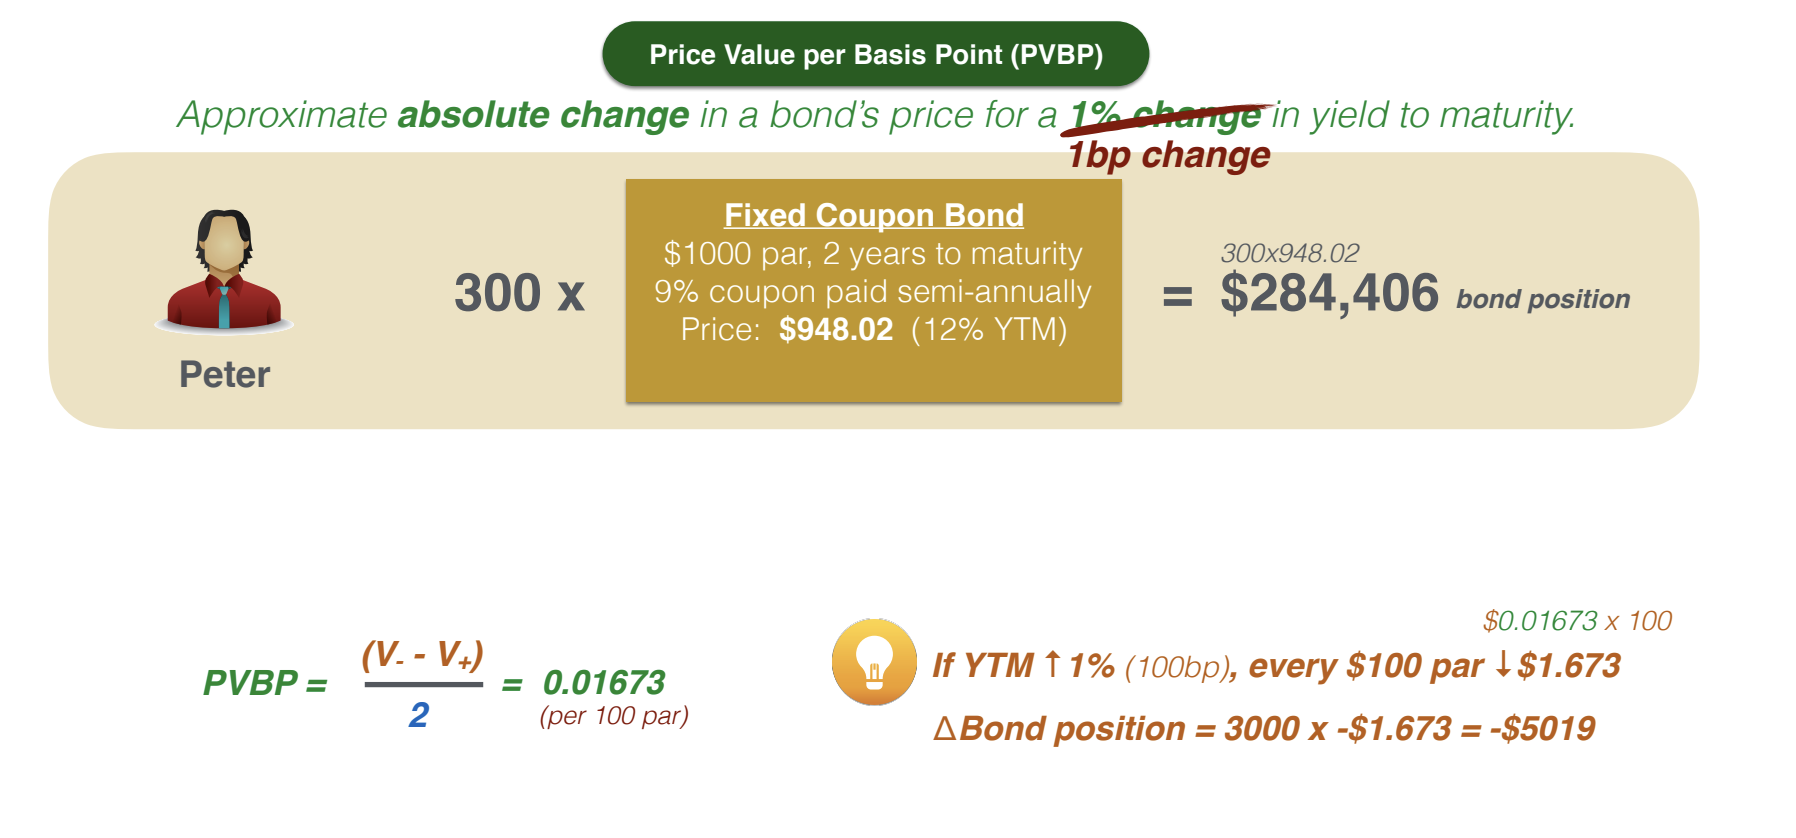 Price Value per Basis Point (PVBP)
Approximate absolute change in a bond's price for a 1% change in yield to maturity.
1bp change
Fixed Coupon Bond
$1000 par, 2 years to maturity
9% coupon paid semi-annually
Price: $948.02 (12% YTM)
300 x
300x948.02
= $284,406 bond position
Peter
PVBP = (V- - V+) / 2 = 0.01673
(per 100 par)
$0.01673 x 100
If YTM ↑1% (100bp), every $100 par ↓$1.673
ΔBond position = 3000 x -$1.673 = -$5019